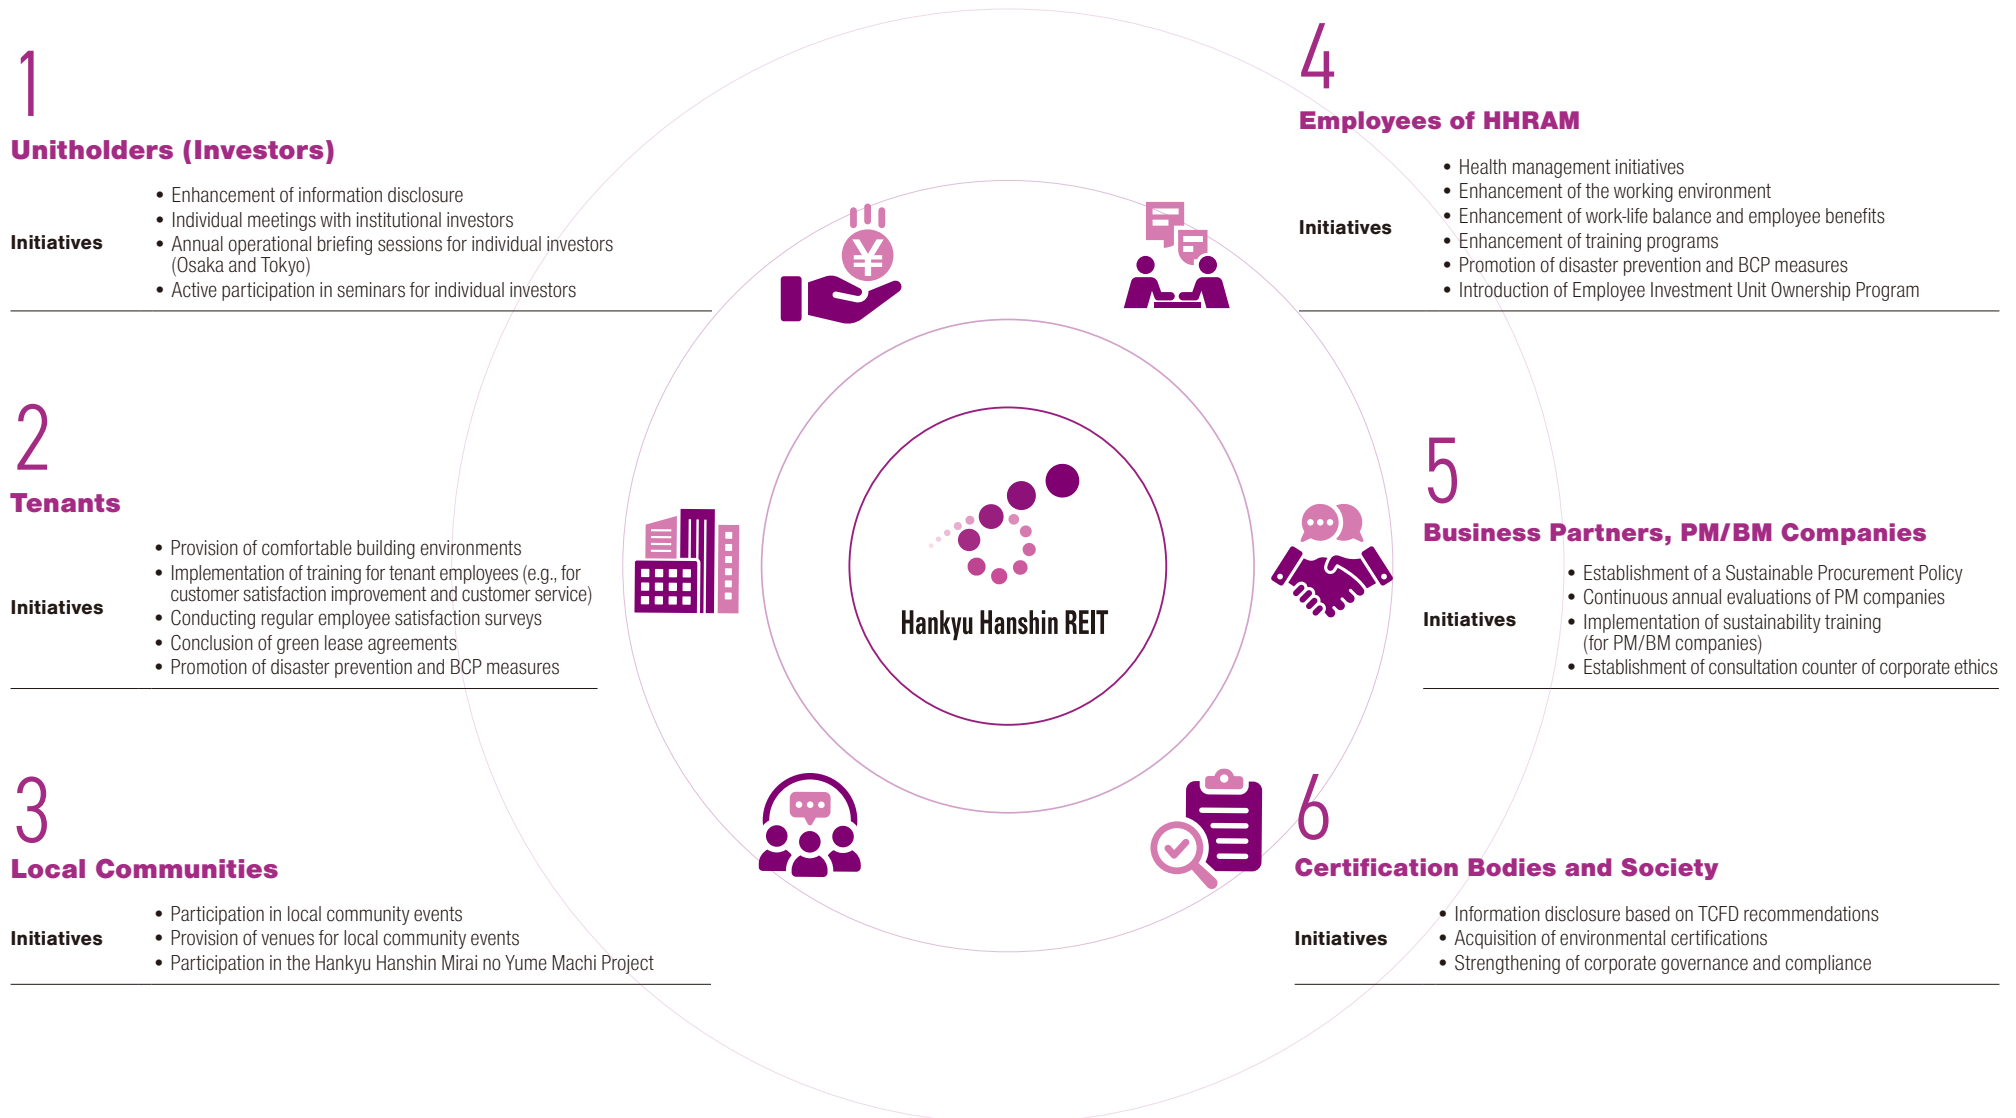 1
Unitholders (Investors)
Initiatives
• Enhancement of information disclosure
• Individual meetings with institutional investors
• Annual operational briefing sessions for individual investors
(Osaka and Tokyo)
• Active participation in seminars for individual investors
2
Tenants
Initiatives
• Provision of comfortable building environments
• Implementation of training for tenant employees (e.g., for
customer satisfaction improvement and customer service)
• Conducting regular employee satisfaction surveys
• Conclusion of green lease agreements
• Promotion of disaster prevention and BCP measures
3
Local Communities
Initiatives
• Participation in local community events
• Provision of venues for local community events
• Participation in the Hankyu Hanshin Mirai no Yume Machi Project
¥
Hankyu Hanshin REIT
4
Employees of HHRAM
Initiatives
• Health management initiatives
• Enhancement of the working environment
• Enhancement of work-life balance and employee benefits
• Enhancement of training programs
• Promotion of disaster prevention and BCP measures
• Introduction of Employee Investment Unit Ownership Program
5
Business Partners, PM/BM Companies
Initiatives
• Establishment of a Sustainable Procurement Policy
• Continuous annual evaluations of PM companies
• Implementation of sustainability training
(for PM/BM companies)
• Establishment of consultation counter of corporate ethics
6
Certification Bodies and Society
Initiatives
• Information disclosure based on TCFD recommendations
• Acquisition of environmental certifications
• Strengthening of corporate governance and compliance